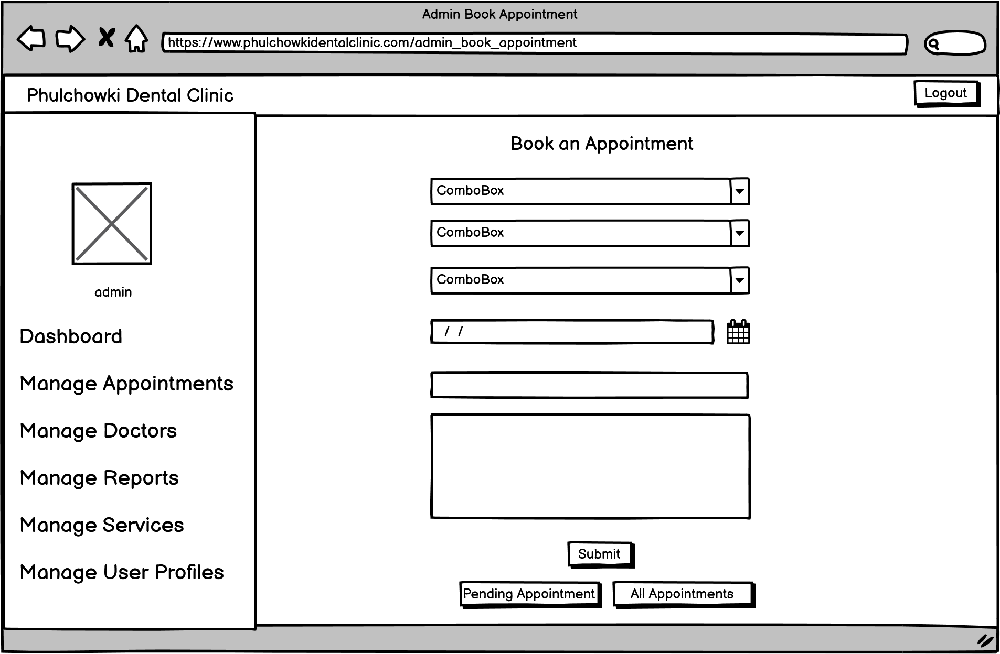 Admin Book Appointment
https://www.phulchowkidentalclinic.com/admin_book_appointment
Phulchowki Dental Clinic
Logout
admin
Dashboard
Manage Appointments
Manage Doctors
Manage Reports
Manage Services
Manage User Profiles
Book an Appointment
ComboBox
ComboBox
ComboBox
/ /
Submit
Pending Appointment
All Appointments